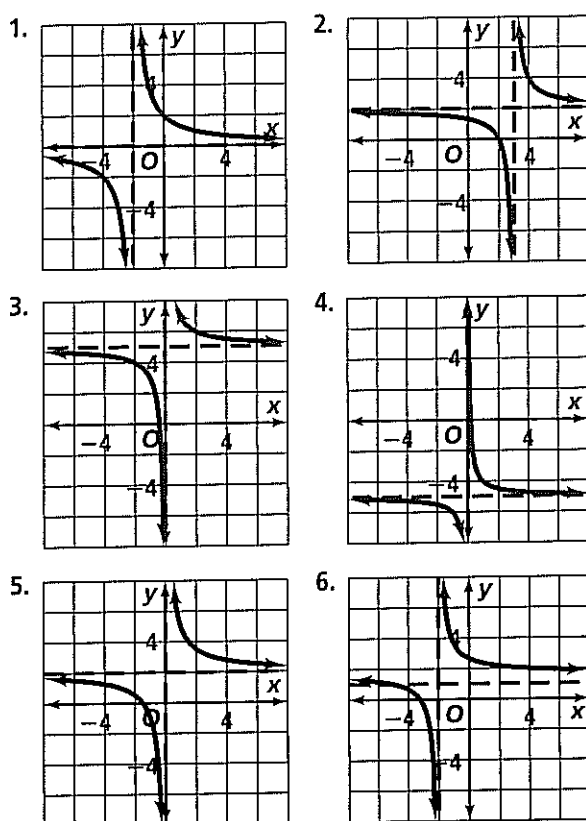 1. y 4 x −4 O 4 −4
2. y 4 x −4 O 4 −4
3. y 4 x −4 O 4 −4
4. y 4 x −4 O 4 −4
5. y 4 x −4 O 4 −4
6. y 4 x −4 O 4 −4